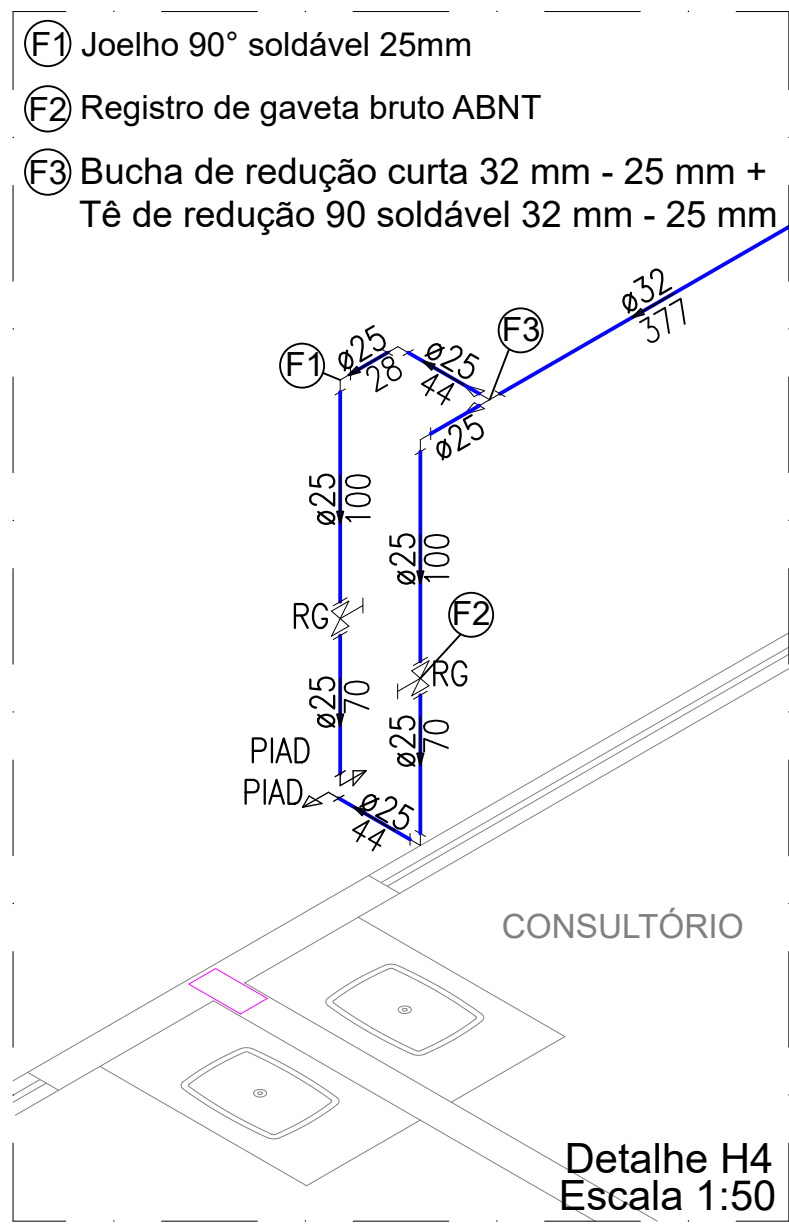 F1 Joelho 90° soldável 25mm
F2 Registro de gaveta bruto ABNT
F3 Bucha de redução curta 32 mm - 25 mm +
Tê de redução 90 soldável 32 mm - 25 mm
ø32
377
F3
F1
ø25
28
ø25
44
ø25
ø25
100
ø25
100
RG
F2
RG
ø25
70
ø25
70
PIAD
PIAD
ø25
44
CONSULTÓRIO
Detalhe H4
Escala 1:50